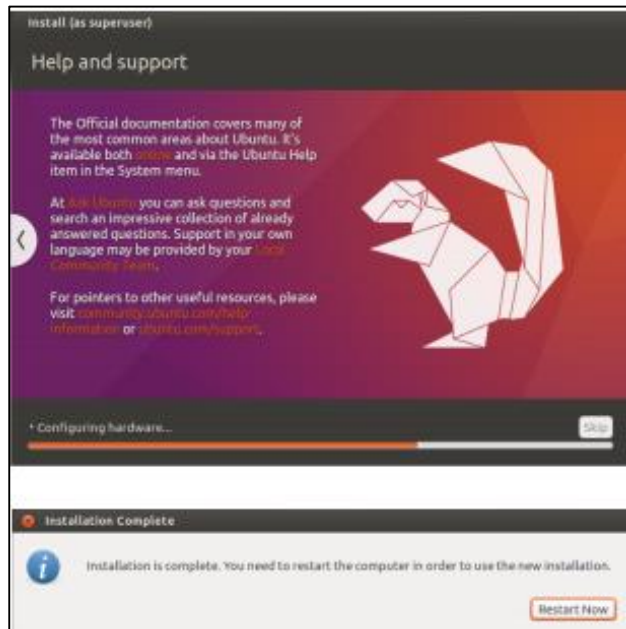 Install (as superuser)
Help and support
The Official documentation covers many of
the most common areas about Ubuntu. It's
available both online and via the Ubuntu Help
item in the System menu.
At Ask Ubuntu you can ask questions and
search an impressive collection of already
answered questions. Support in your own
language may be provided by your Local
Community Team.
For pointers to other useful resources, please
visit community.ubuntu.com/help
information or ubuntu.com/support.
• Configuring hardware...
Skip
Installation Complete
Installation is complete. You need to restart the computer in order to use the new installation.
Restart Now